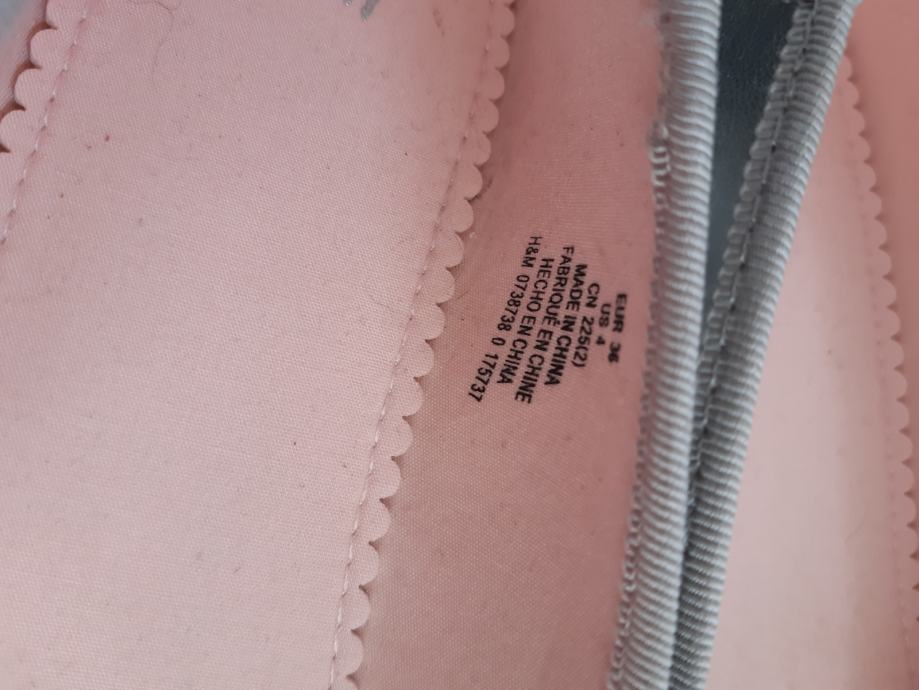 EUR 36
US 4
CN 225(2)
MADE IN CHINA
FABRIQUÉ EN CHINE
HECHO EN CHINA
H&M 0738738 0 175737